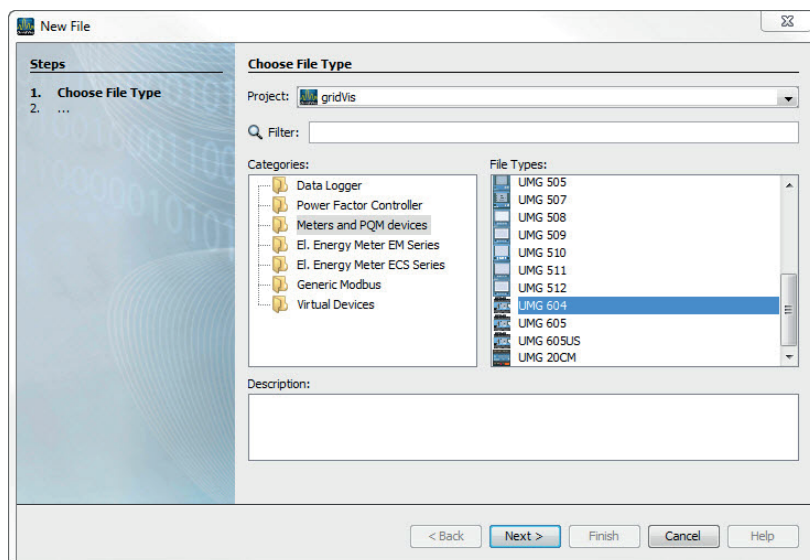 New File
Steps
1. Choose File Type
2. ...
Choose File Type
Project: gridVis
Filter:
Categories:
Data Logger
Power Factor Controller
Meters and PQM devices
El. Energy Meter EM Series
El. Energy Meter ECS Series
Generic Modbus
Virtual Devices
File Types:
UMG 505
UMG 507
UMG 508
UMG 509
UMG 510
UMG 511
UMG 512
UMG 604
UMG 605
UMG 605US
UMG 20CM
Description:
< Back Next > Finish Cancel Help